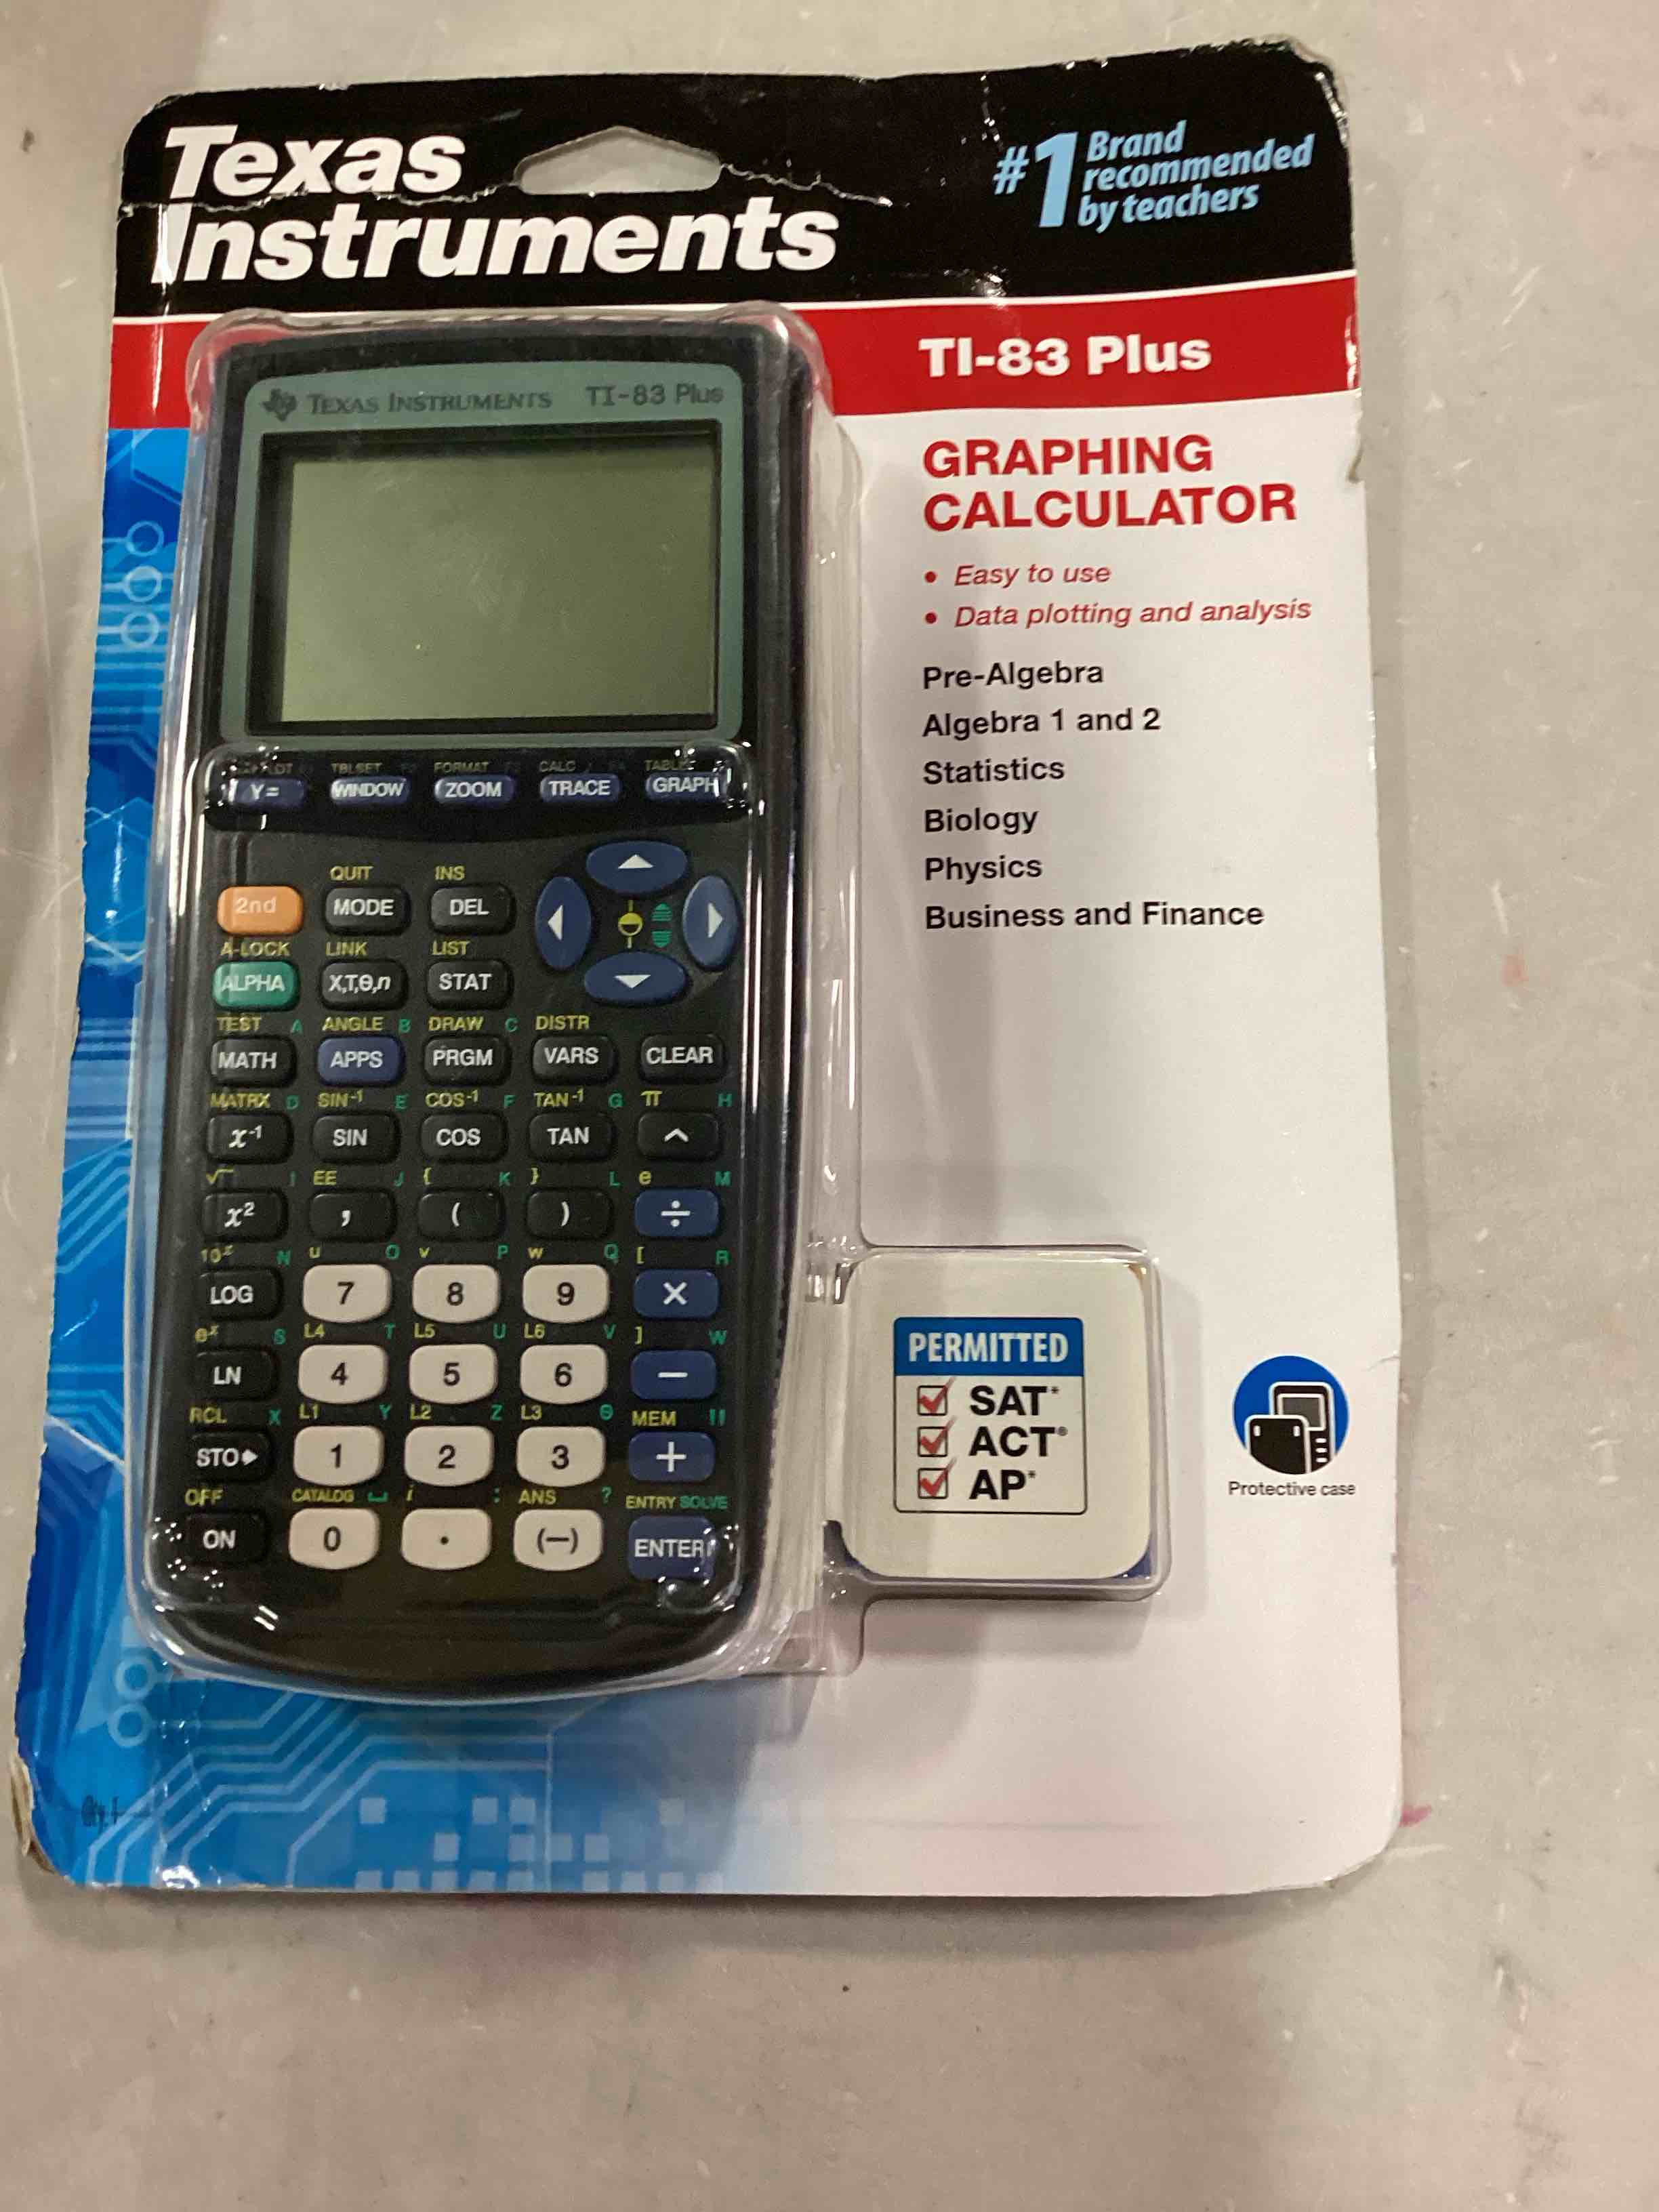 Texas
Instruments
#1 Brand
recommended
by teachers
TI-83 Plus
GRAPHING
CALCULATOR
• Easy to use
• Data plotting and analysis
Pre-Algebra
Algebra 1 and 2
Statistics
Biology
Physics
Business and Finance
TEXAS INSTRUMENTS TI-83 Plus
TBLSET FORMAT CALC TABLE
Y= WINDOW ZOOM TRACE GRAPH
QUIT INS
2nd MODE DEL
A-LOCK LINK LIST
ALPHA X,T,θ,n STAT
TEST A ANGLE B DRAW C DISTR
MATH APPS PRGM VARS CLEAR
MATRX D SIN⁻¹ E COS⁻¹ F TAN⁻¹ G π H
x⁻¹ SIN COS TAN ^
√ I EE J { K } L e M
x² , ( ) ÷
10ˣ N u O v P w Q [ R
LOG 7 8 9 ×
eˣ S L4 T L5 U L6 V ] W
LN 4 5 6 −
RCL X L1 Y L2 Z L3 θ MEM "
STO▶ 1 2 3 +
OFF CATALOG ⎵ i : ANS ? ENTRY SOLVE
ON 0 . (−) ENTER
PERMITTED
SAT*
ACT®
AP*
Protective case
Qty. 1